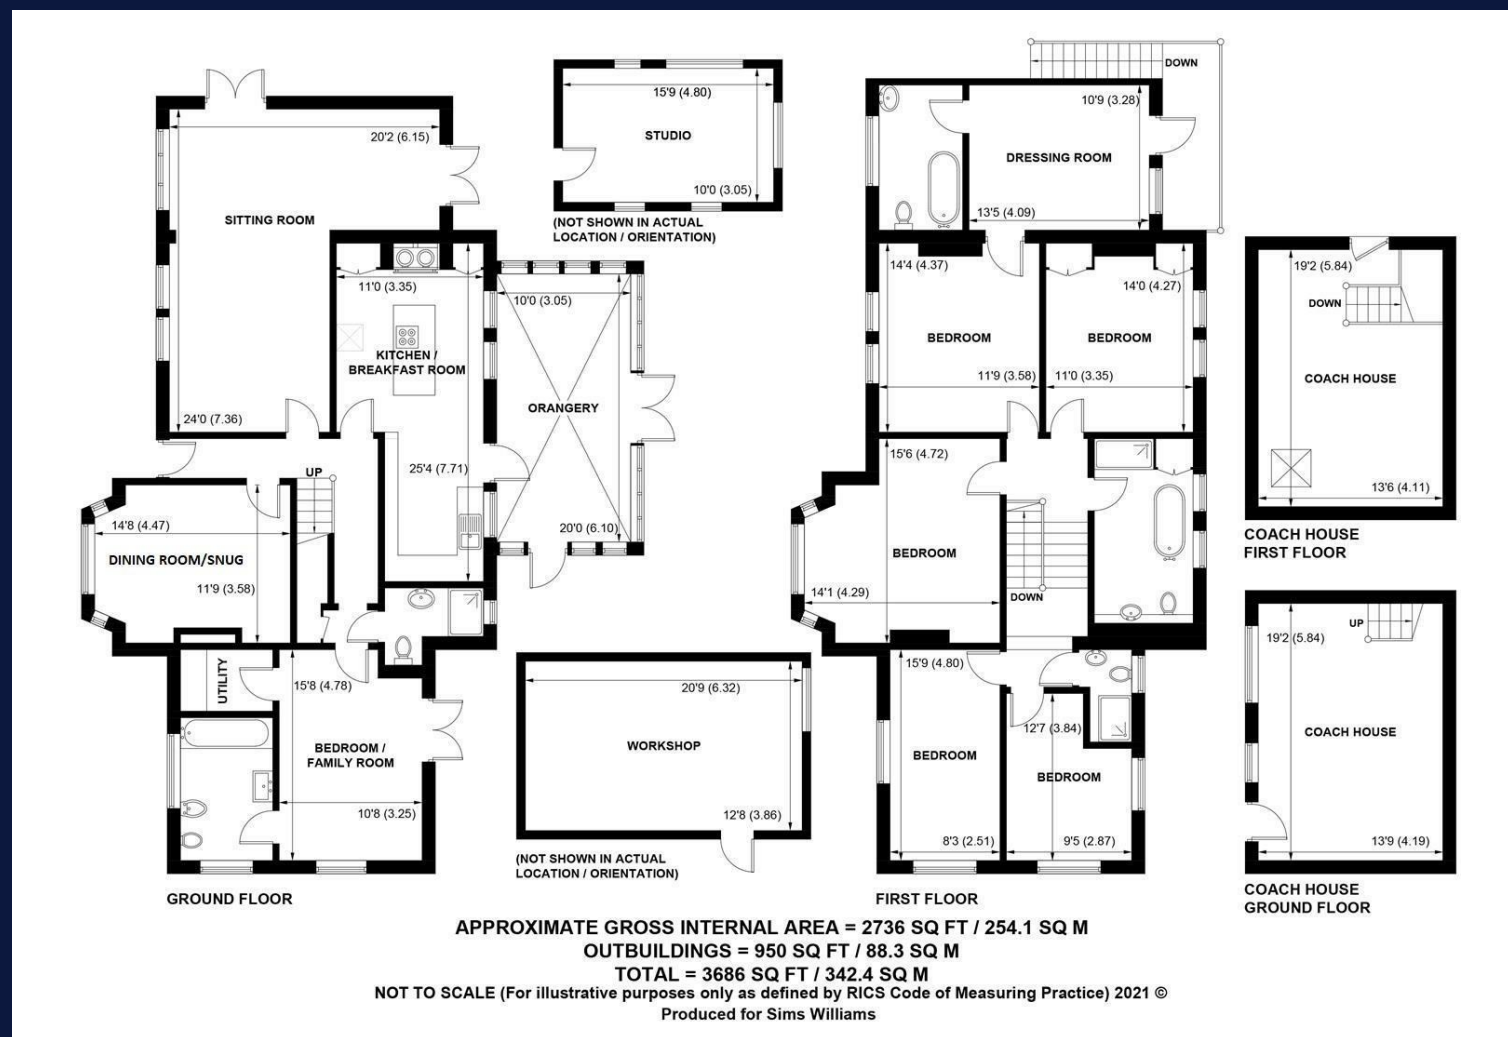 20'2 (6.15)
SITTING ROOM
24'0 (7.36)
11'0 (3.35)
KITCHEN /
BREAKFAST ROOM
25'4 (7.71)
10'0 (3.05)
ORANGERY
20'0 (6.10)
UP
14'8 (4.47)
DINING ROOM/SNUG
11'9 (3.58)
UTILITY
15'8 (4.78)
BEDROOM /
FAMILY ROOM
10'8 (3.25)
GROUND FLOOR
15'9 (4.80)
STUDIO
10'0 (3.05)
(NOT SHOWN IN ACTUAL
LOCATION / ORIENTATION)
20'9 (6.32)
WORKSHOP
12'8 (3.86)
(NOT SHOWN IN ACTUAL
LOCATION / ORIENTATION)
DOWN
10'9 (3.28)
DRESSING ROOM
13'5 (4.09)
14'4 (4.37)
BEDROOM
11'9 (3.58)
14'0 (4.27)
BEDROOM
11'0 (3.35)
15'6 (4.72)
BEDROOM
14'1 (4.29)
DOWN
15'9 (4.80)
BEDROOM
8'3 (2.51)
12'7 (3.84)
BEDROOM
9'5 (2.87)
FIRST FLOOR
19'2 (5.84)
DOWN
COACH HOUSE
13'6 (4.11)
COACH HOUSE
FIRST FLOOR
UP
19'2 (5.84)
COACH HOUSE
13'9 (4.19)
COACH HOUSE
GROUND FLOOR
APPROXIMATE GROSS INTERNAL AREA = 2736 SQ FT / 254.1 SQ M
OUTBUILDINGS = 950 SQ FT / 88.3 SQ M
TOTAL = 3686 SQ FT / 342.4 SQ M
NOT TO SCALE (For illustrative purposes only as defined by RICS Code of Measuring Practice) 2021 ©
Produced for Sims Williams